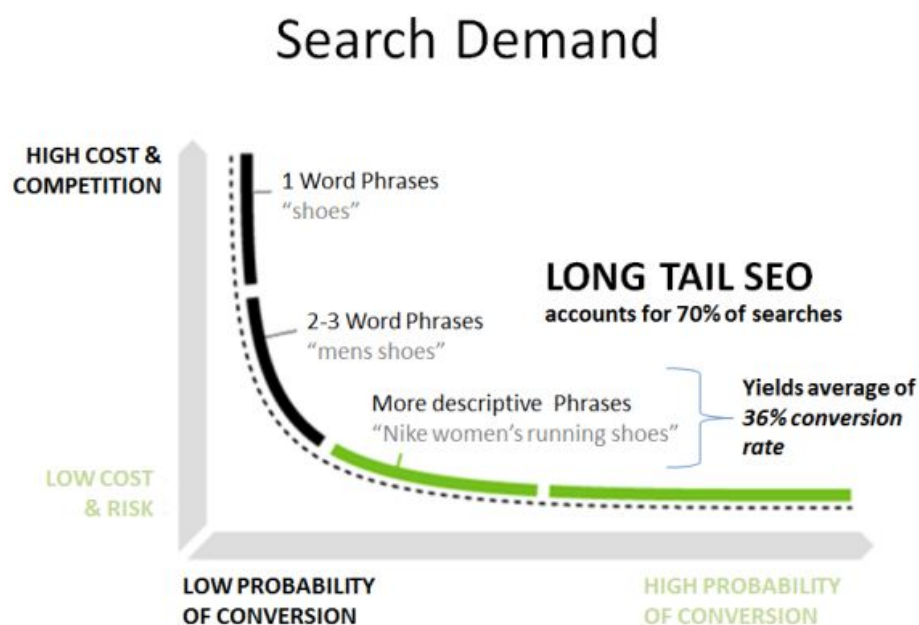 Search Demand
HIGH COST &
COMPETITION
1 Word Phrases
“shoes”
LONG TAIL SEO
accounts for 70% of searches
2-3 Word Phrases
“mens shoes”
More descriptive Phrases
“Nike women’s running shoes”
Yields average of
36% conversion
rate
LOW COST
& RISK
LOW PROBABILITY
OF CONVERSION
HIGH PROBABILITY
OF CONVERSION